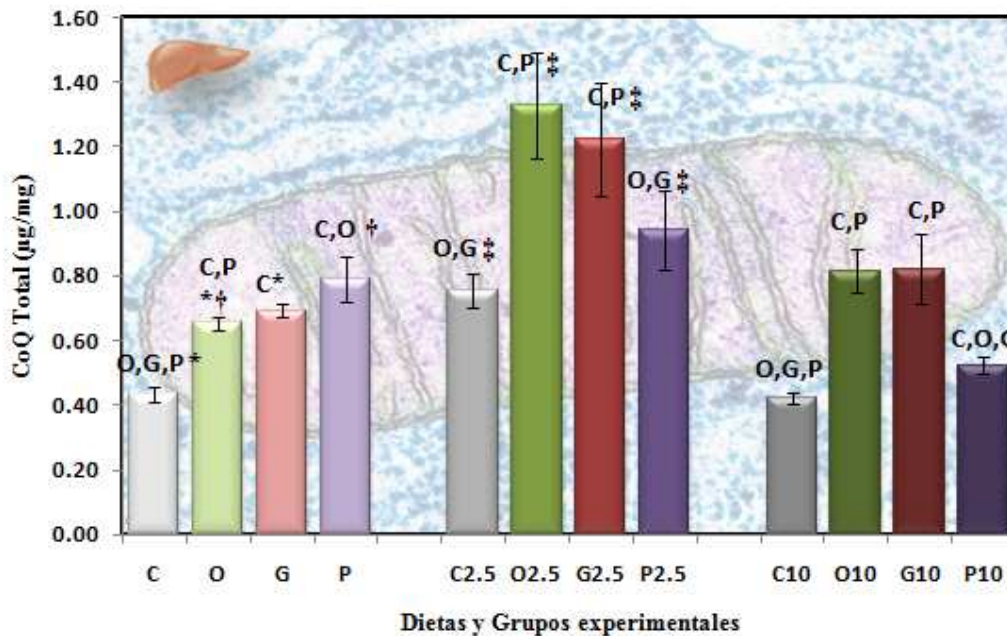 1.60
1.40
1.20
1.00
0.80
0.60
0.40
0.20
0.00
CoQ Total (µg/mg)
O,G,P *
C,P
*†
C*
C,O †
O,G ‡
C,P ‡
C,P ‡
O,G ‡
O,G,P
C,P
C,P
C,O,G
C O G P C2.5 O2.5 G2.5 P2.5 C10 O10 G10 P10
Dietas y Grupos experimentales